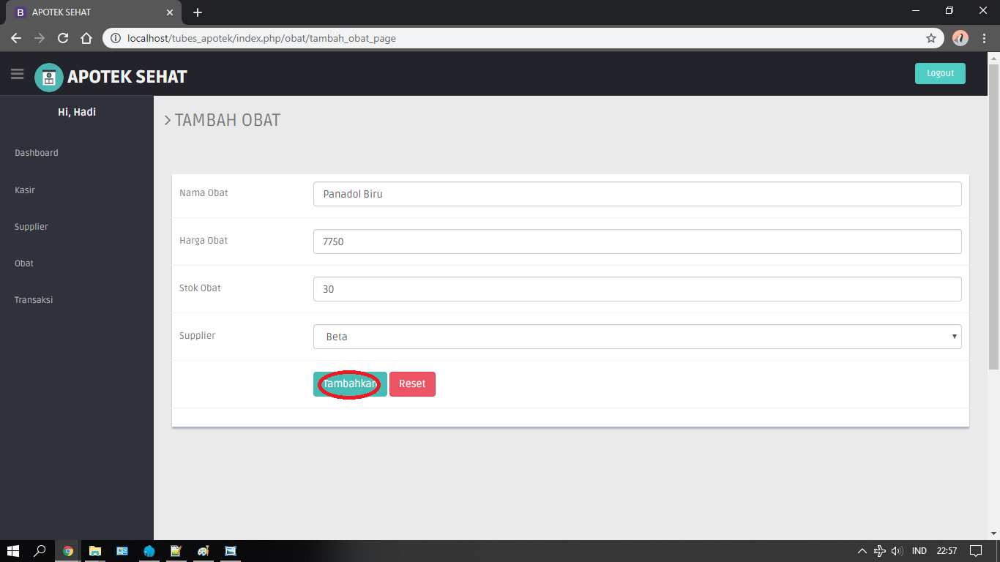 APOTEK SEHAT
localhost/tubes_apotek/index.php/obat/tambah_obat_page
APOTEK SEHAT
Logout
Hi, Hadi
> TAMBAH OBAT
Dashboard
Kasir
Supplier
Obat
Transaksi
Nama Obat Panadol Biru
Harga Obat 7750
Stok Obat 30
Supplier Beta
Tambahkan Reset
IND 22:57